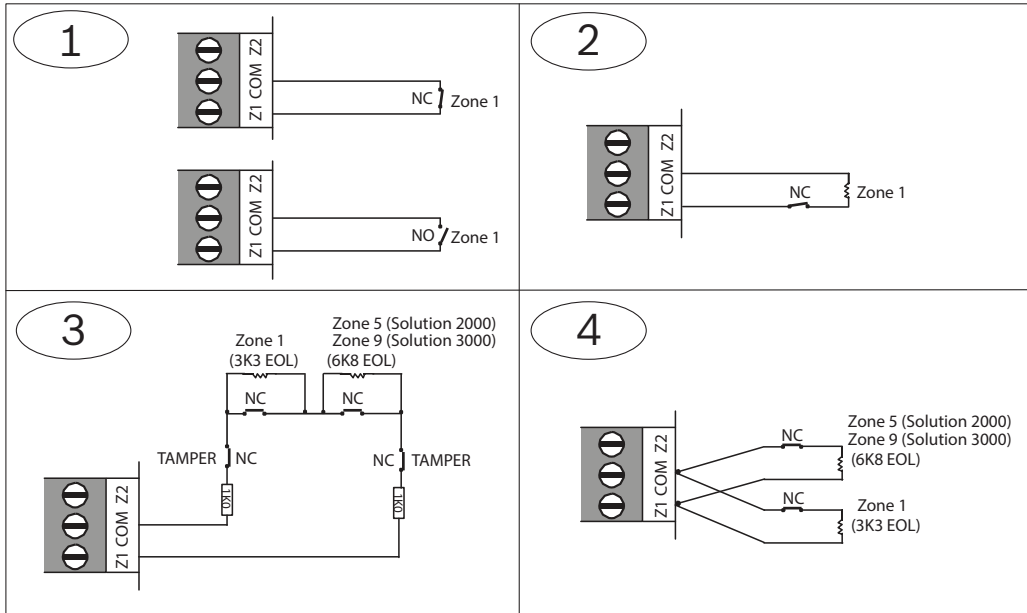 1
Z1 COM Z2
NC Zone 1
Z1 COM Z2
NO Zone 1
2
Z1 COM Z2
NC
Zone 1
3
Zone 1
(3K3 EOL)
Zone 5 (Solution 2000)
Zone 9 (Solution 3000)
(6K8 EOL)
NC
NC
TAMPER NC
NC TAMPER
1K0
1K0
Z1 COM Z2
4
Z1 COM Z2
NC
Zone 5 (Solution 2000)
Zone 9 (Solution 3000)
(6K8 EOL)
NC
Zone 1
(3K3 EOL)